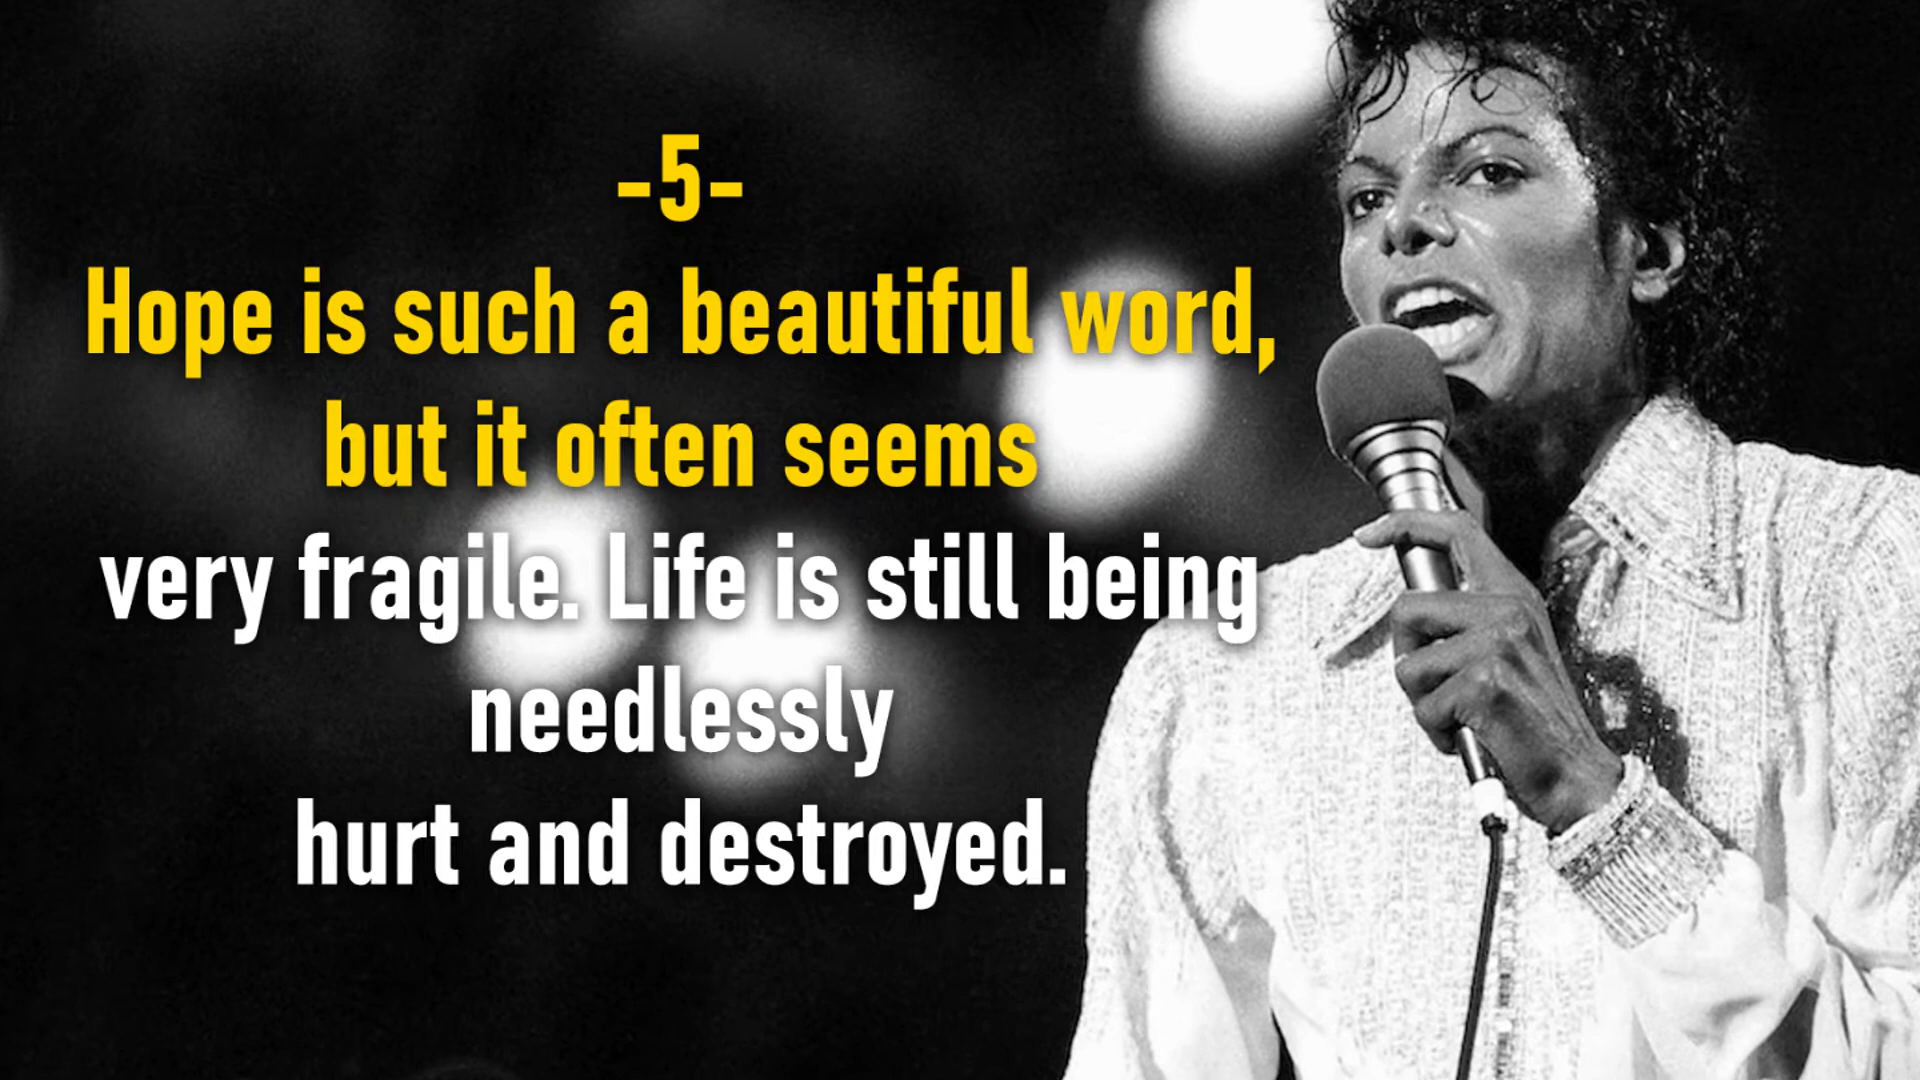 -5-
Hope is such a beautiful word,
but it often seems
very fragile. Life is still being
needlessly
hurt and destroyed.